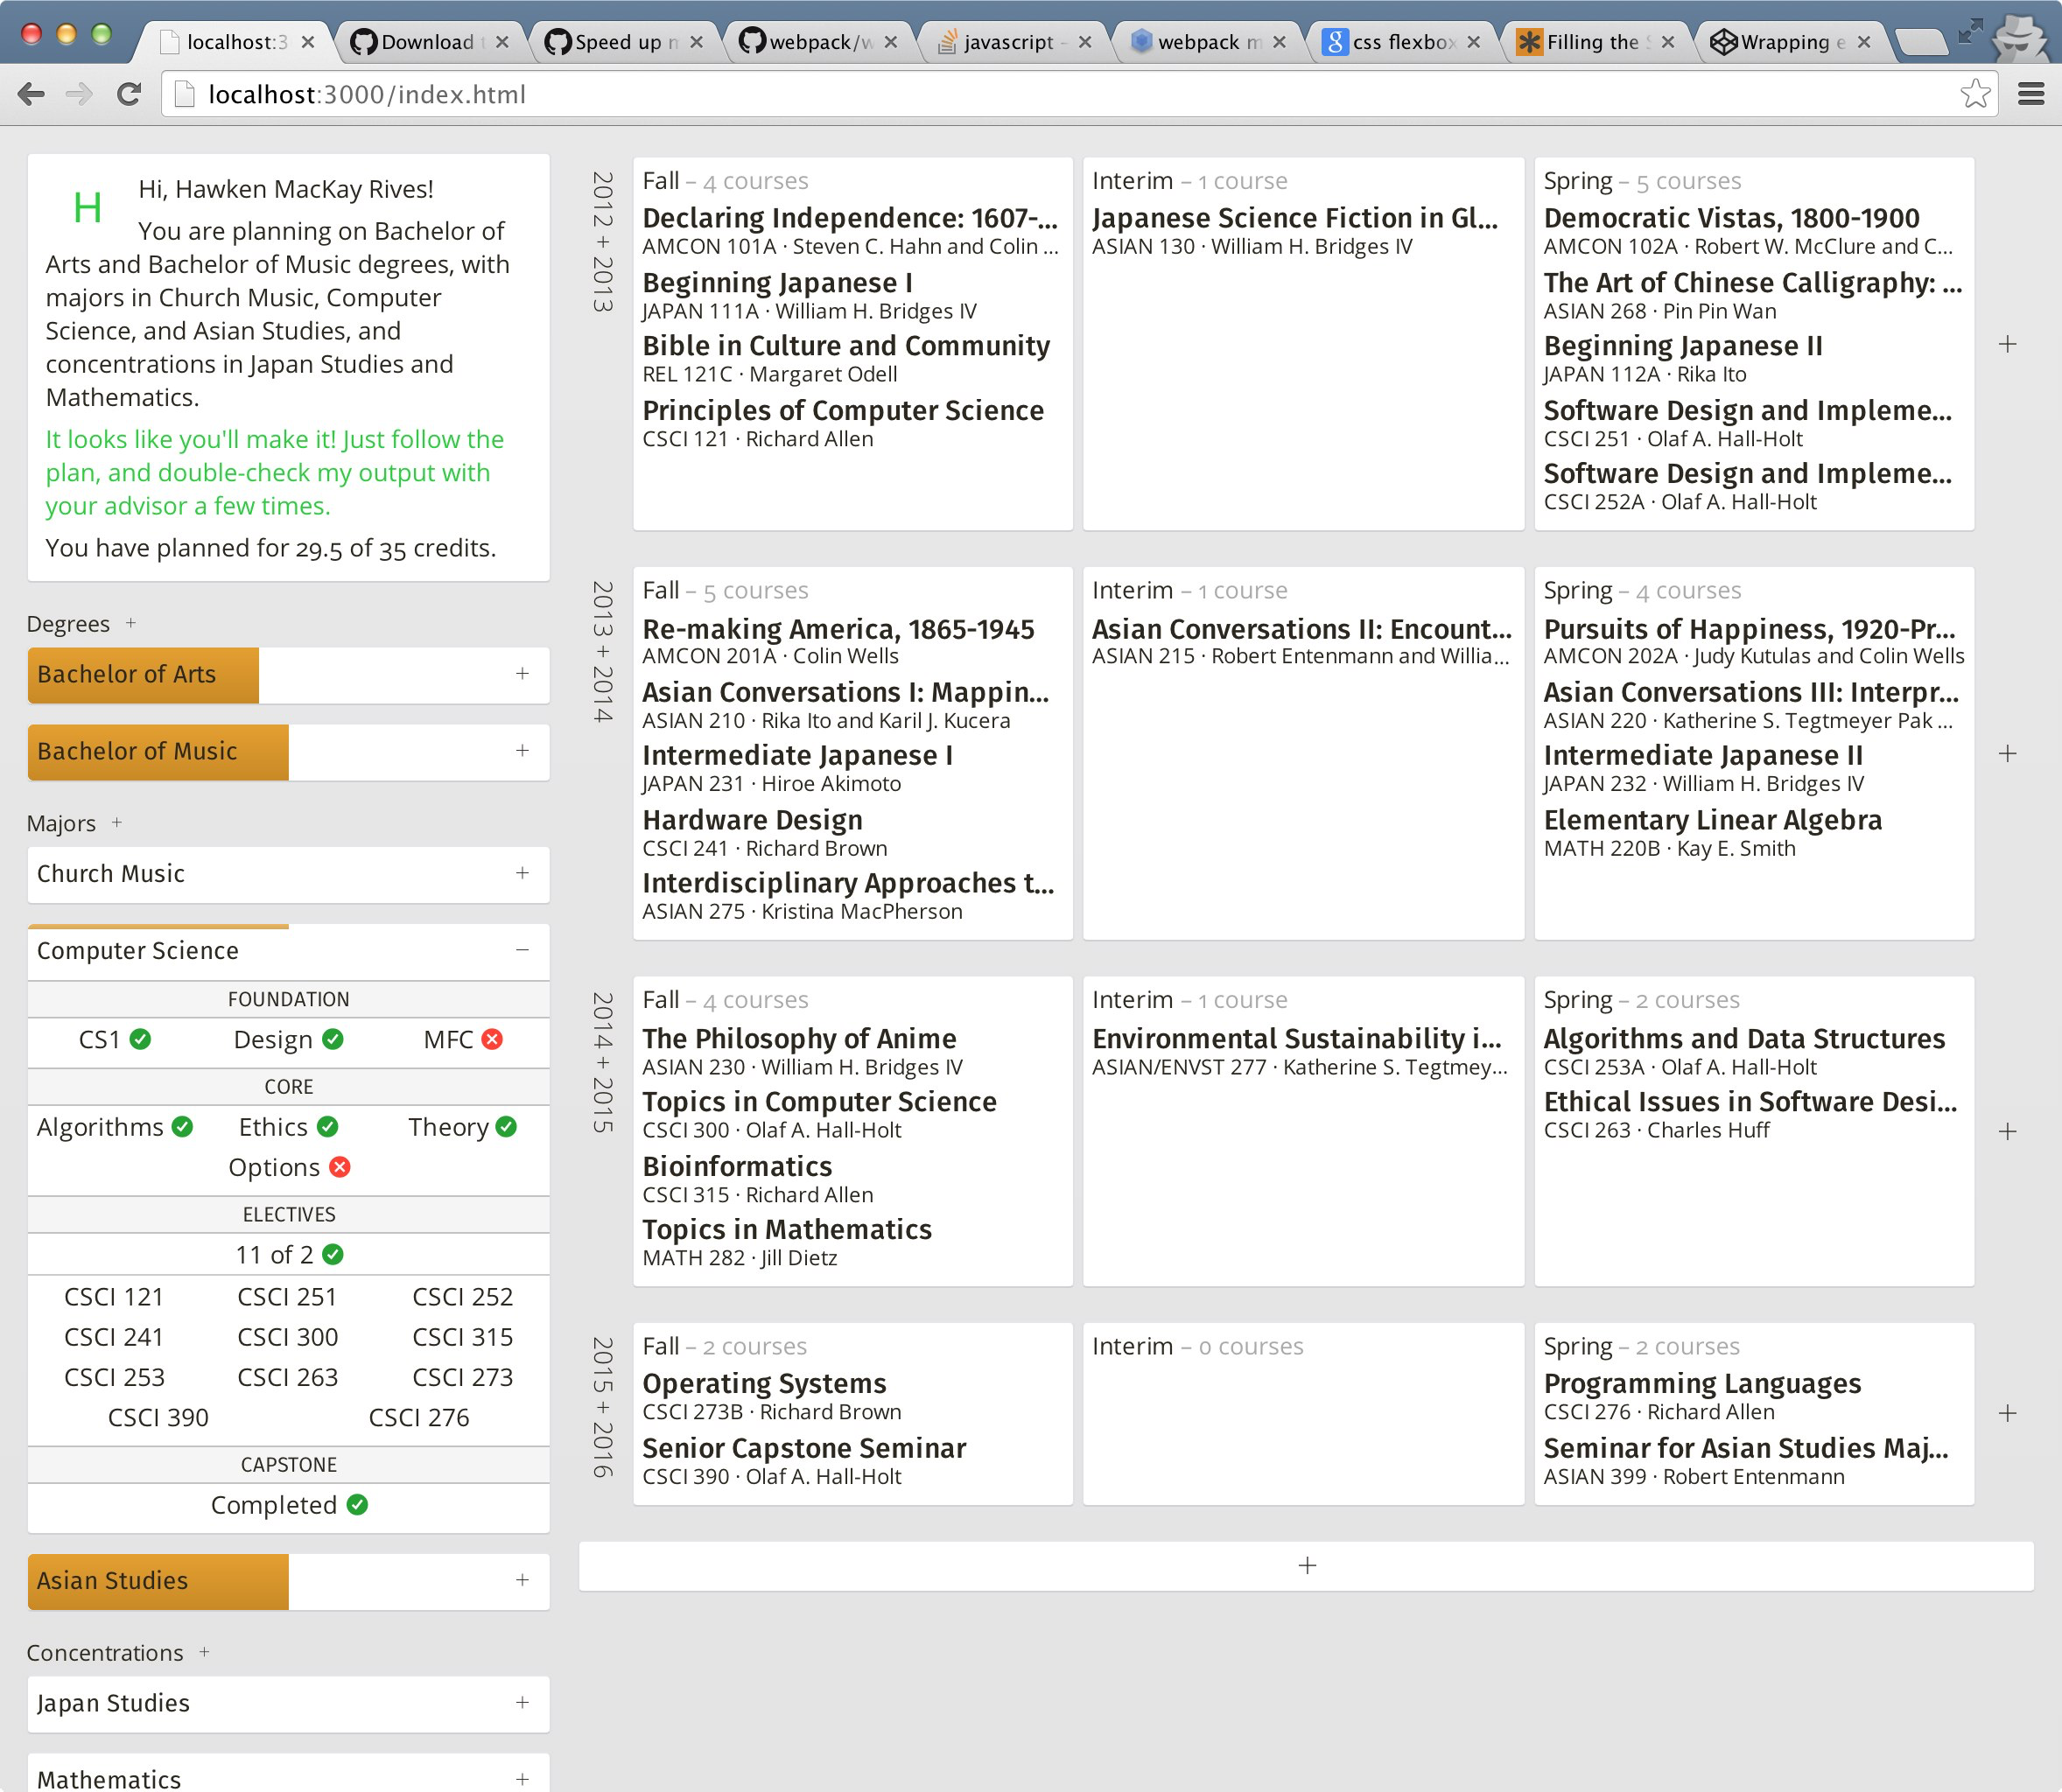 localhost:3
Download
Speed up
webpack/w
javascript -
webpack m
css flexbox
Filling the
Wrapping e
localhost:3000/index.html
H
Hi, Hawken MacKay Rives!
You are planning on Bachelor of
Arts and Bachelor of Music degrees, with
majors in Church Music, Computer
Science, and Asian Studies, and
concentrations in Japan Studies and
Mathematics.
It looks like you'll make it! Just follow the
plan, and double-check my output with
your advisor a few times.
You have planned for 29.5 of 35 credits.
Degrees +
Bachelor of Arts +
Bachelor of Music +
Majors +
Church Music +
Computer Science −
FOUNDATION
CS1 Design MFC
CORE
Algorithms Ethics Theory
Options
ELECTIVES
11 of 2
CSCI 121 CSCI 251 CSCI 252
CSCI 241 CSCI 300 CSCI 315
CSCI 253 CSCI 263 CSCI 273
CSCI 390 CSCI 276
CAPSTONE
Completed
Asian Studies +
Concentrations +
Japan Studies +
Mathematics +
2012 + 2013
Fall – 4 courses
Declaring Independence: 1607-...
AMCON 101A · Steven C. Hahn and Colin ...
Beginning Japanese I
JAPAN 111A · William H. Bridges IV
Bible in Culture and Community
REL 121C · Margaret Odell
Principles of Computer Science
CSCI 121 · Richard Allen
Interim – 1 course
Japanese Science Fiction in Gl...
ASIAN 130 · William H. Bridges IV
Spring – 5 courses
Democratic Vistas, 1800-1900
AMCON 102A · Robert W. McClure and C...
The Art of Chinese Calligraphy: ...
ASIAN 268 · Pin Pin Wan
Beginning Japanese II
JAPAN 112A · Rika Ito
Software Design and Impleme...
CSCI 251 · Olaf A. Hall-Holt
Software Design and Impleme...
CSCI 252A · Olaf A. Hall-Holt
+
2013 + 2014
Fall – 5 courses
Re-making America, 1865-1945
AMCON 201A · Colin Wells
Asian Conversations I: Mappin...
ASIAN 210 · Rika Ito and Karil J. Kucera
Intermediate Japanese I
JAPAN 231 · Hiroe Akimoto
Hardware Design
CSCI 241 · Richard Brown
Interdisciplinary Approaches t...
ASIAN 275 · Kristina MacPherson
Interim – 1 course
Asian Conversations II: Encount...
ASIAN 215 · Robert Entenmann and Willia...
Spring – 4 courses
Pursuits of Happiness, 1920-Pr...
AMCON 202A · Judy Kutulas and Colin Wells
Asian Conversations III: Interpr...
ASIAN 220 · Katherine S. Tegtmeyer Pak ...
Intermediate Japanese II
JAPAN 232 · William H. Bridges IV
Elementary Linear Algebra
MATH 220B · Kay E. Smith
+
2014 + 2015
Fall – 4 courses
The Philosophy of Anime
ASIAN 230 · William H. Bridges IV
Topics in Computer Science
CSCI 300 · Olaf A. Hall-Holt
Bioinformatics
CSCI 315 · Richard Allen
Topics in Mathematics
MATH 282 · Jill Dietz
Interim – 1 course
Environmental Sustainability i...
ASIAN/ENVST 277 · Katherine S. Tegtmey...
Spring – 2 courses
Algorithms and Data Structures
CSCI 253A · Olaf A. Hall-Holt
Ethical Issues in Software Desi...
CSCI 263 · Charles Huff
+
2015 + 2016
Fall – 2 courses
Operating Systems
CSCI 273B · Richard Brown
Senior Capstone Seminar
CSCI 390 · Olaf A. Hall-Holt
Interim – 0 courses
Spring – 2 courses
Programming Languages
CSCI 276 · Richard Allen
Seminar for Asian Studies Maj...
ASIAN 399 · Robert Entenmann
+
+